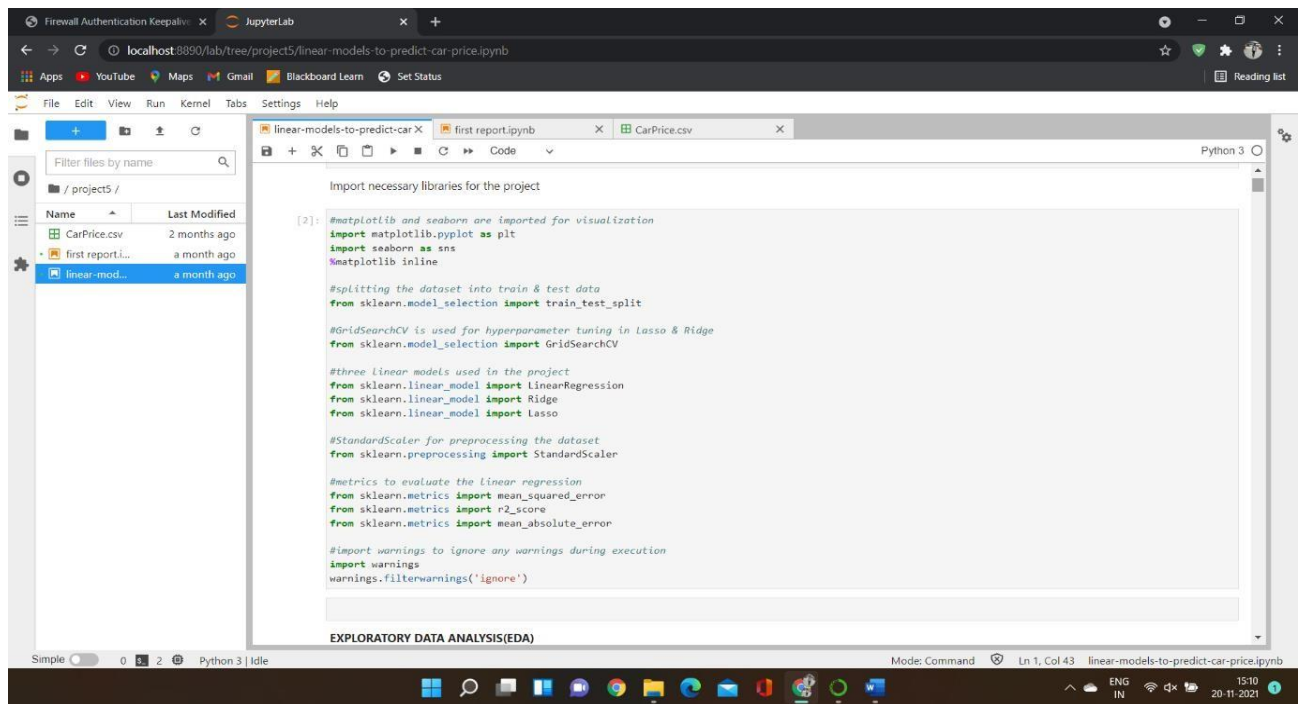 Firewall Authentication Keepalive
JupyterLab
localhost:8890/lab/tree/project5/linear-models-to-predict-car-price.ipynb
Apps YouTube Maps Gmail Blackboard Learn Set Status Reading list
File Edit View Run Kernel Tabs Settings Help
linear-models-to-predict-car first report.ipynb CarPrice.csv
Code Python 3
Filter files by name
/ project5 /
Name Last Modified
CarPrice.csv 2 months ago
first report.i... a month ago
linear-mod... a month ago
Import necessary libraries for the project
[2]: #matplotlib and seaborn are imported for visualization
import matplotlib.pyplot as plt
import seaborn as sns
%matplotlib inline
#splitting the dataset into train & test data
from sklearn.model_selection import train_test_split
#GridSearchCV is used for hyperparameter tuning in Lasso & Ridge
from sklearn.model_selection import GridSearchCV
#three linear models used in the project
from sklearn.linear_model import LinearRegression
from sklearn.linear_model import Ridge
from sklearn.linear_model import Lasso
#StandardScaler for preprocessing the dataset
from sklearn.preprocessing import StandardScaler
#metrics to evaluate the linear regression
from sklearn.metrics import mean_squared_error
from sklearn.metrics import r2_score
from sklearn.metrics import mean_absolute_error
#import warnings to ignore any warnings during execution
import warnings
warnings.filterwarnings('ignore')
EXPLORATORY DATA ANALYSIS(EDA)
Simple 0 2 Python 3 | Idle Mode: Command Ln 1, Col 43 linear-models-to-predict-car-price.ipynb
ENG 15:10
IN 20-11-2021 1